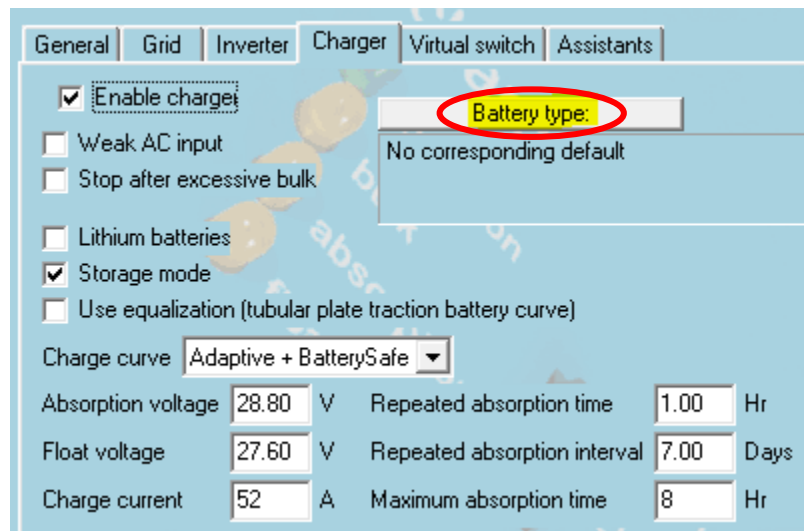 General Grid Inverter Charger Virtual switch Assistants
Enable charger
Battery type:
Weak AC input
No corresponding default
Stop after excessive bulk
Lithium batteries
Storage mode
Use equalization (tubular plate traction battery curve)
Charge curve Adaptive + BatterySafe
Absorption voltage 28.80 V Repeated absorption time 1.00 Hr
Float voltage 27.60 V Repeated absorption interval 7.00 Days
Charge current 52 A Maximum absorption time 8 Hr